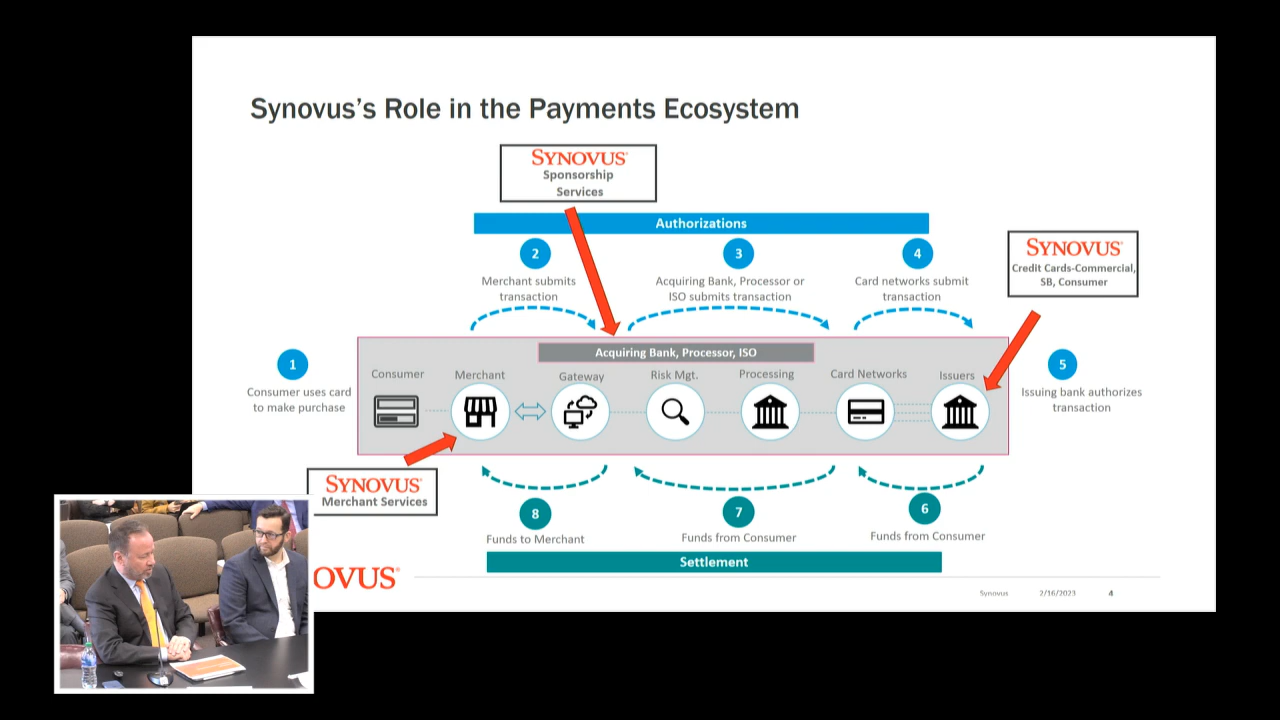 Synovus's Role in the Payments Ecosystem
SYNOVUS
Sponsorship
Services
Authorizations
2
3
4
Merchant submits
transaction
Acquiring Bank, Processor or
ISO submits transaction
Card networks submit
transaction
SYNOVUS
Credit Cards-Commercial,
SB, Consumer
1
Consumer uses card
to make purchase
Acquiring Bank, Processor, ISO
Consumer
Merchant
Gateway
Risk Mgt.
Processing
Card Networks
Issuers
5
Issuing bank authorizes
transaction
SYNOVUS
Merchant Services
8
7
6
Funds to Merchant
Funds from Consumer
Funds from Consumer
Settlement
OVUS
Synovus
2/16/2023
4